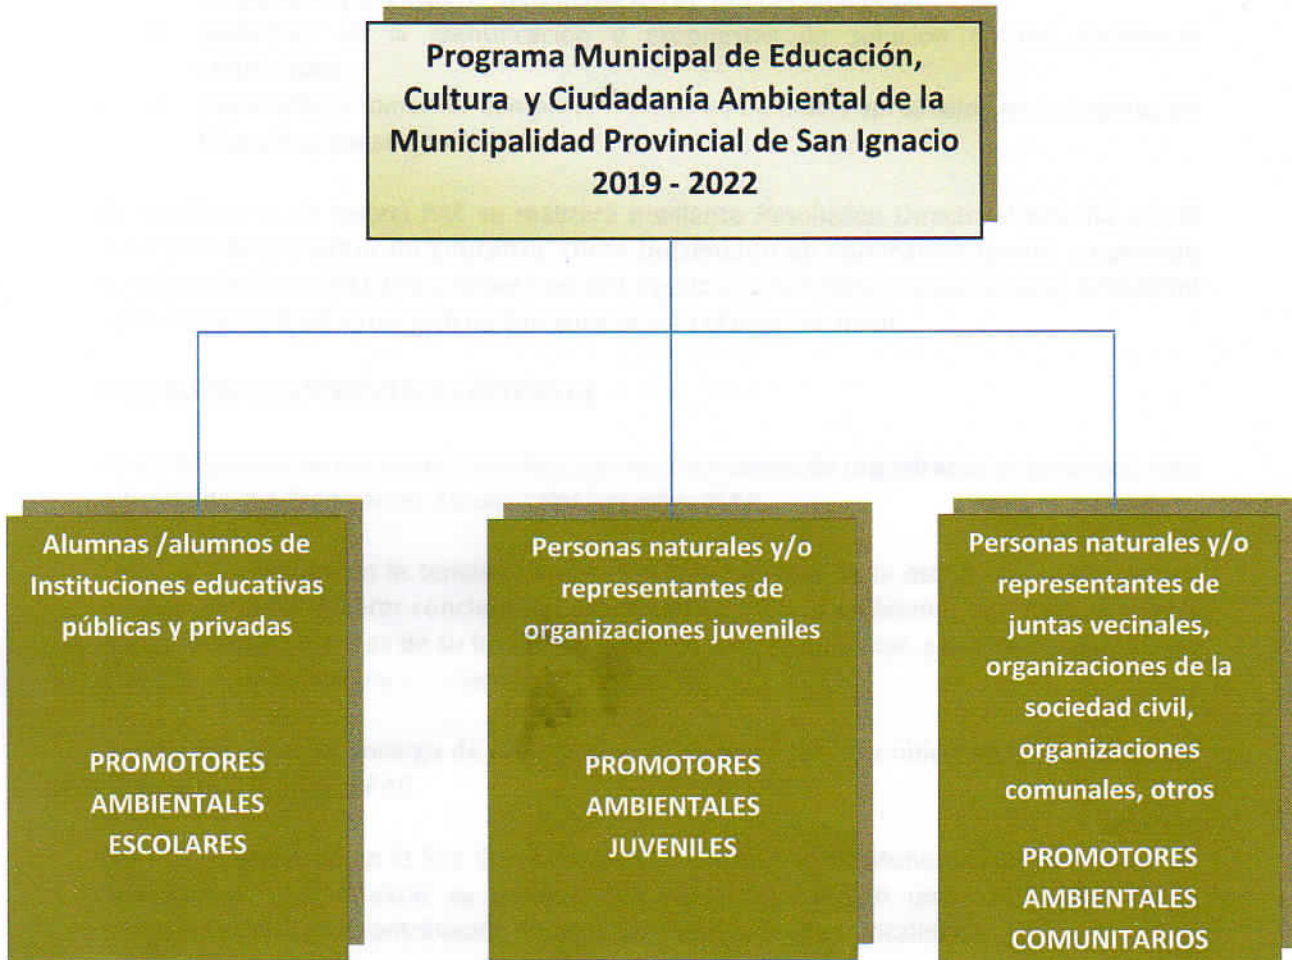 Programa Municipal de Educación,
Cultura y Ciudadanía Ambiental de la
Municipalidad Provincial de San Ignacio
2019 - 2022
Alumnas /alumnos de
Instituciones educativas
públicas y privadas
PROMOTORES
AMBIENTALES
ESCOLARES
Personas naturales y/o
representantes de
organizaciones juveniles
PROMOTORES
AMBIENTALES
JUVENILES
Personas naturales y/o
representantes de
juntas vecinales,
organizaciones de la
sociedad civil,
organizaciones
comunales, otros
PROMOTORES
AMBIENTALES
COMUNITARIOS